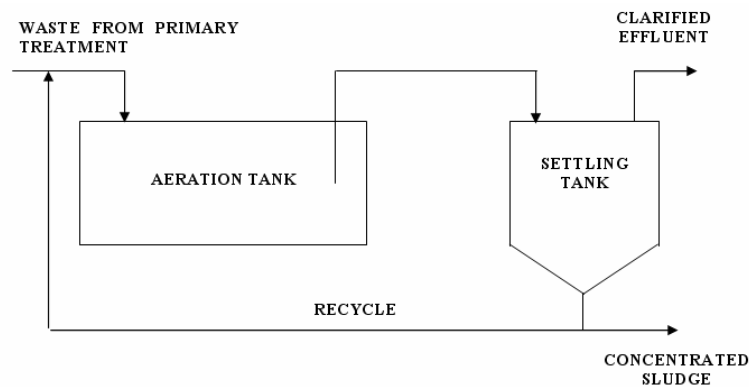 WASTE FROM PRIMARY
TREATMENT
CLARIFIED
EFFLUENT
AERATION TANK
SETTLING
TANK
RECYCLE
CONCENTRATED
SLUDGE